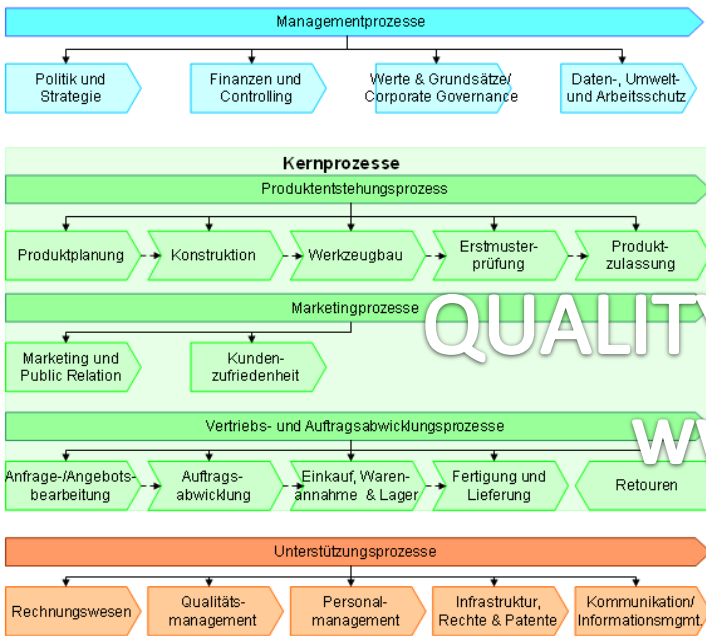 Managementprozesse
Politik und
Strategie
Finanzen und
Controlling
Werte & Grundsätze/
Corporate Governance
Daten-, Umwelt-
und Arbeitsschutz
Kernprozesse
Produktentstehungsprozess
Produktplanung
Konstruktion
Werkzeugbau
Erstmuster-
prüfung
Produkt-
zulassung
Marketingprozesse
QUALITY
Marketing und
Public Relation
Kunden-
zufriedenheit
Vertriebs- und Auftragsabwicklungsprozesse
Anfrage-/Angebots-
bearbeitung
Auftrags-
abwicklung
Einkauf, Waren-
annahme & Lager
Fertigung und
Lieferung
Retouren
Unterstützungsprozesse
Rechnungswesen
Qualitäts-
management
Personal-
management
Infrastruktur,
Rechte & Patente
Kommunikation/
Informationsmgmt.